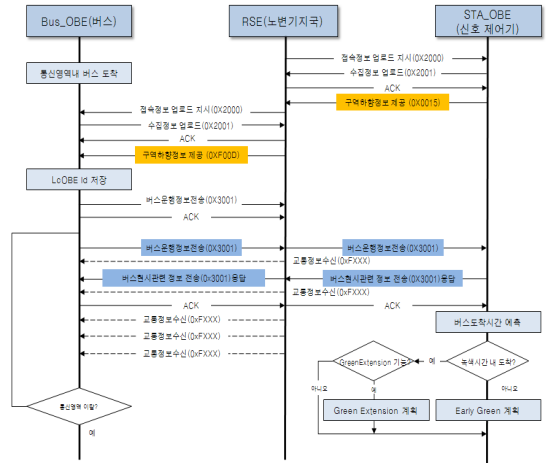 Bus_OBE(버스)
RSE(노변기지국)
STA_OBE
(신호 제어기)
접속정보 업로드 지시(0X2000)
통신영역내 버스 도착
수집정보 업로드(0X2001)
ACK
구역하향정보 제공 (0X0015)
접속정보 업로드 지시(0X2000)
수집정보 업로드(0X2001)
ACK
구역하향정보 제공 (0XF00D)
LcOBE Id 저장
버스운행정보전송(0X3001)
ACK
버스운행정보전송(0X3001)
버스운행정보전송(0X3001)
교통정보수신(0xFXXX)
버스현시관련 정보 전송(0x3001)응답
버스현시관련 정보 전송(0X3001)응답
교통정보수신(0xFXXX)
ACK
ACK
교통정보수신(0xFXXX)
버스도착시간 예측
교통정보수신(0xFXXX)
교통정보수신(0xFXXX)
GreenExtension 기능?
예
녹색시간 내 도착?
아니오
예
아니오
통신영역 이탈?
Green Extension 계획
Early Green 계획
예